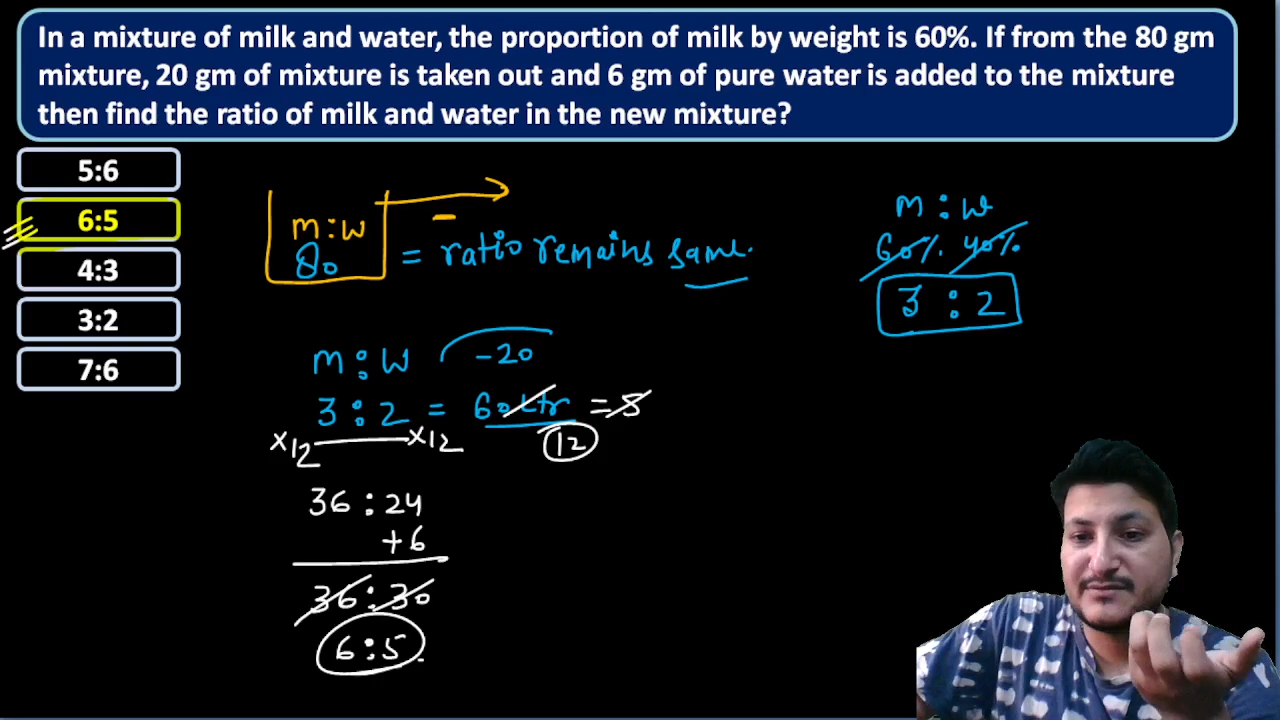 In a mixture of milk and water, the proportion of milk by weight is 60%. If from the 80 gm
mixture, 20 gm of mixture is taken out and 6 gm of pure water is added to the mixture
then find the ratio of milk and water in the new mixture?
5:6
6:5
4:3
3:2
7:6
m:w
80
= ratio remains same.
m : w
60% 40%
3 : 2
m : w -20
3 : 2 = 60 Ltr = 5
×12 ×12 12
36 : 24
+6
36 : 30
6:5